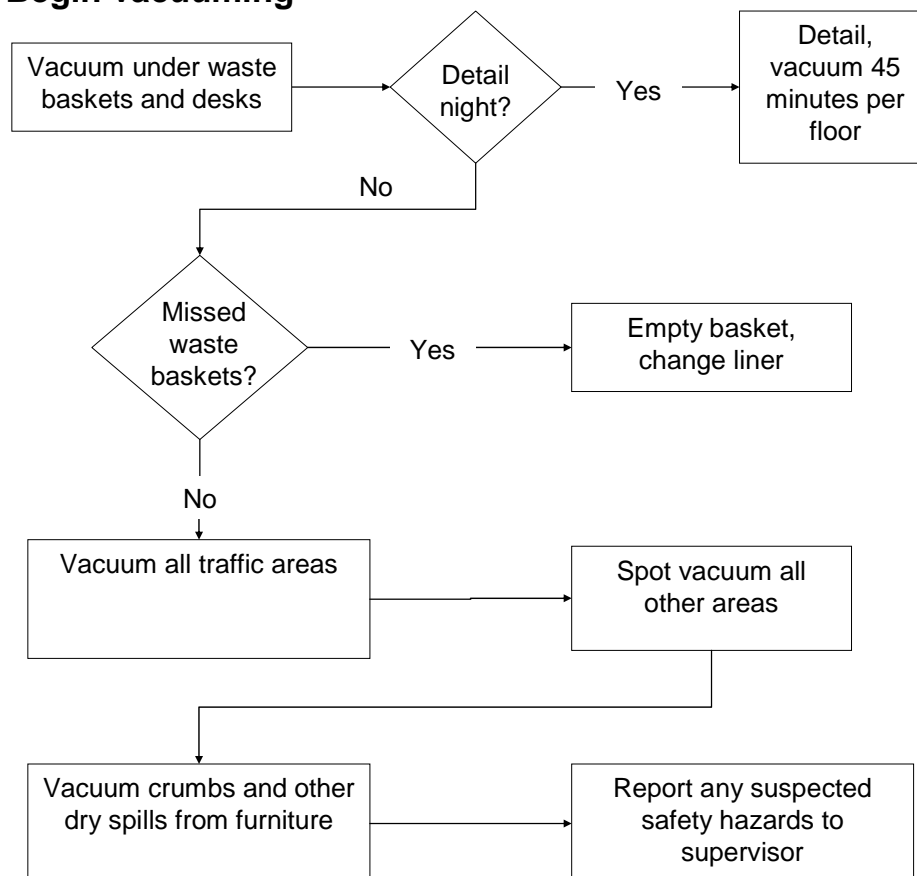 Begin Vacuuming
Vacuum under waste
baskets and desks
Detail
night?
Yes
Detail,
vacuum 45
minutes per
floor
No
Missed
waste
baskets?
Yes
Empty basket,
change liner
No
Vacuum all traffic areas
Spot vacuum all
other areas
Vacuum crumbs and other
dry spills from furniture
Report any suspected
safety hazards to
supervisor